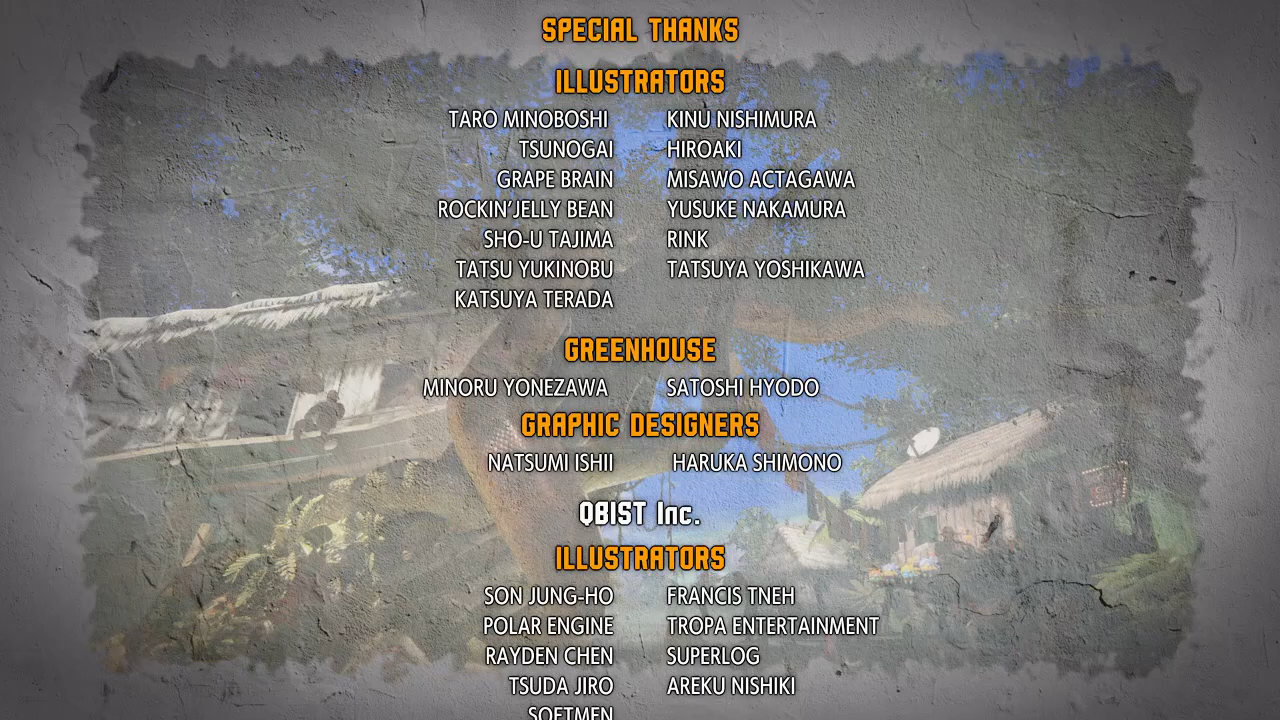 SPECIAL THANKS
ILLUSTRATORS
TARO MINOBOSHI KINU NISHIMURA
TSUNOGAI HIROAKI
GRAPE BRAIN MISAWO ACTAGAWA
ROCKIN'JELLY BEAN YUSUKE NAKAMURA
SHO-U TAJIMA RINK
TATSU YUKINOBU TATSUYA YOSHIKAWA
KATSUYA TERADA
GREENHOUSE
MINORU YONEZAWA SATOSHI HYODO
GRAPHIC DESIGNERS
NATSUMI ISHII HARUKA SHIMONO
QBIST Inc.
ILLUSTRATORS
SON JUNG-HO FRANCIS TNEH
POLAR ENGINE TROPA ENTERTAINMENT
RAYDEN CHEN SUPERLOG
TSUDA JIRO AREKU NISHIKI
SOFTMEN